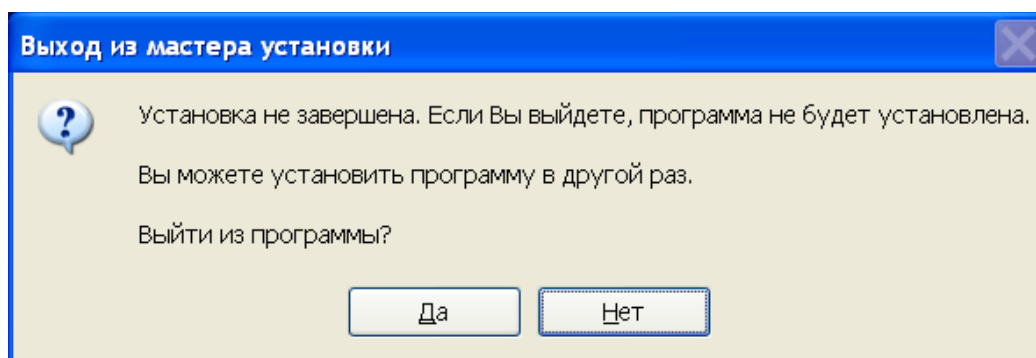 Выход из мастера установки
Установка не завершена. Если Вы выйдете, программа не будет установлена.
Вы можете установить программу в другой раз.
Выйти из программы?
Да
Нет